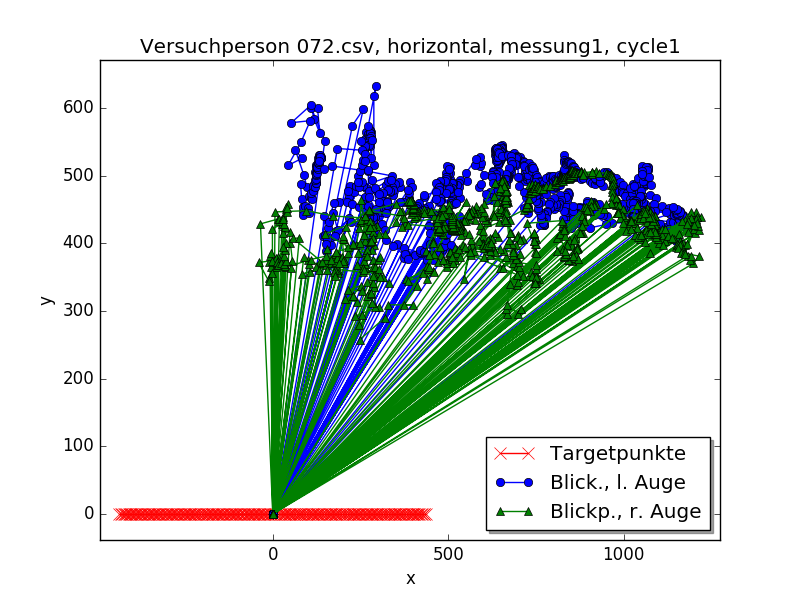 Versuchperson 072.csv, horizontal, messung1, cycle1
600
500
400
300
200
100
0
y
0 500 1000
x
Targetpunkte
Blick., l. Auge
Blickp., r. Auge